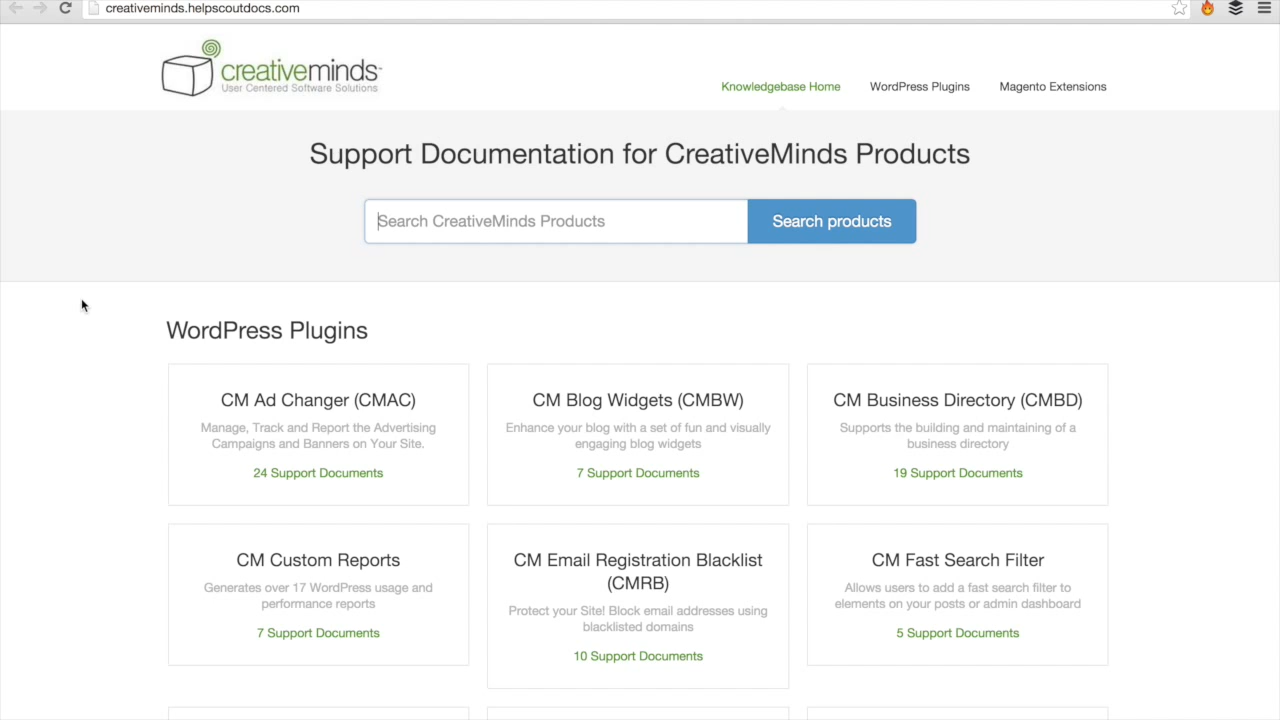 creativeminds.helpscoutdocs.com
creativeminds™
User Centered Software Solutions
Knowledgebase Home
WordPress Plugins
Magento Extensions
Support Documentation for CreativeMinds Products
Search CreativeMinds Products
Search products
WordPress Plugins
CM Ad Changer (CMAC)
Manage, Track and Report the Advertising
Campaigns and Banners on Your Site.
24 Support Documents
CM Blog Widgets (CMBW)
Enhance your blog with a set of fun and visually
engaging blog widgets
7 Support Documents
CM Business Directory (CMBD)
Supports the building and maintaining of a
business directory
19 Support Documents
CM Custom Reports
Generates over 17 WordPress usage and
performance reports
7 Support Documents
CM Email Registration Blacklist
(CMRB)
Protect your Site! Block email addresses using
blacklisted domains
10 Support Documents
CM Fast Search Filter
Allows users to add a fast search filter to
elements on your posts or admin dashboard
5 Support Documents